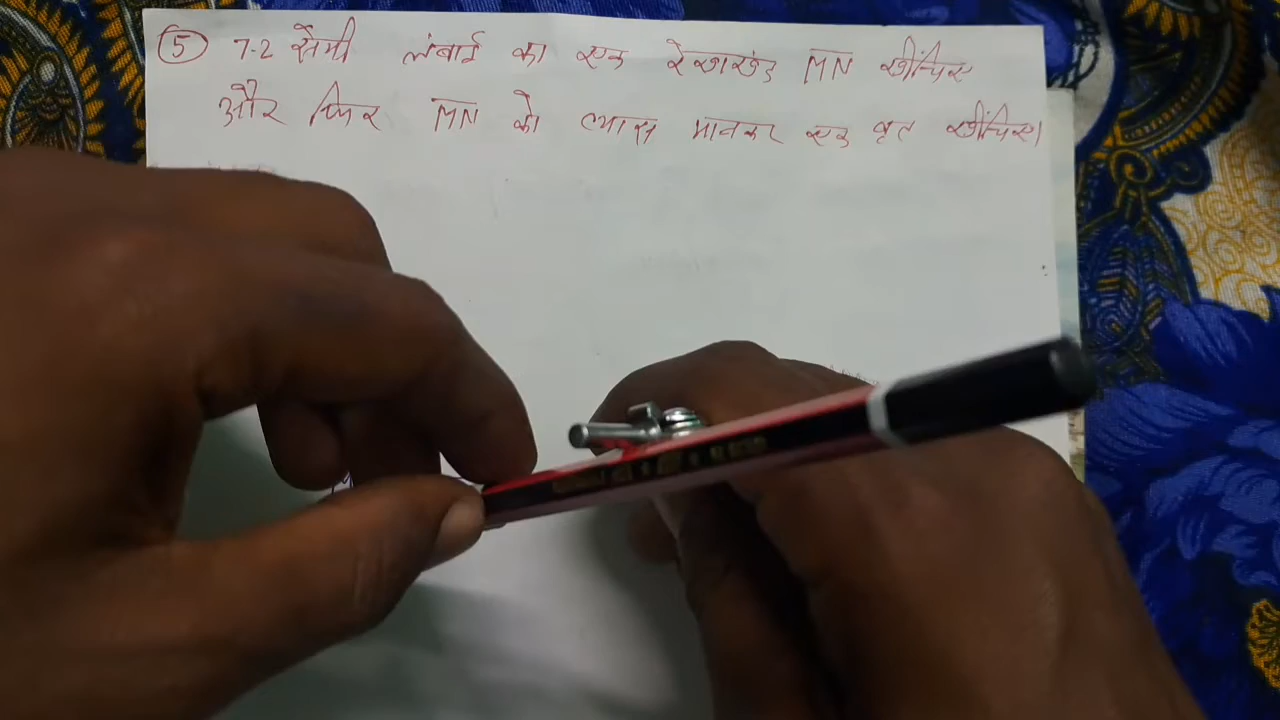 ⑤ 7.2 सेमी लंबाई का एक रेखाखंड MN खींचिए
और फिर MN को व्यास मानकर एक वृत खींचिए।